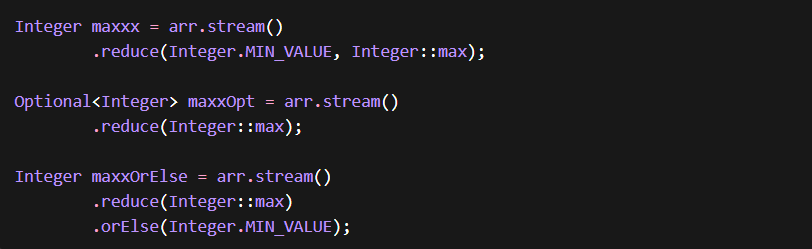 Integer maxxx = arr.stream()
        .reduce(Integer.MIN_VALUE, Integer::max);

Optional<Integer> maxxOpt = arr.stream()
        .reduce(Integer::max);

Integer maxxOrElse = arr.stream()
        .reduce(Integer::max)
        .orElse(Integer.MIN_VALUE);